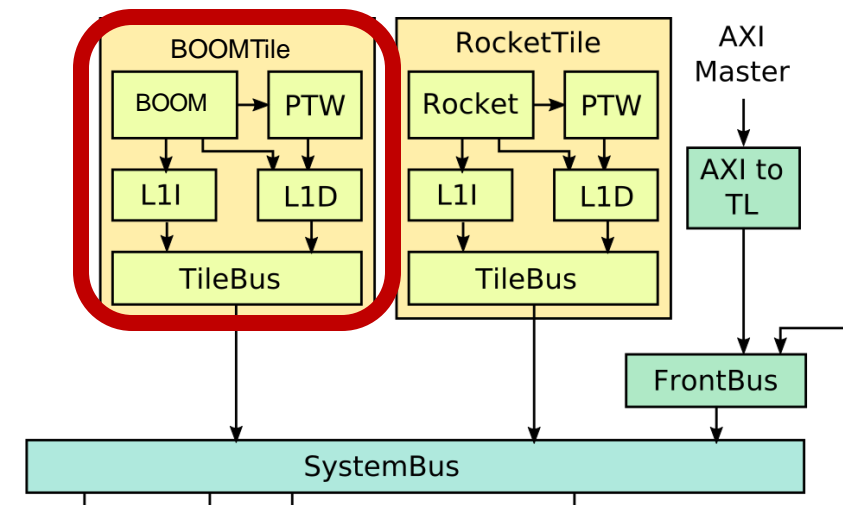 BOOMTile
BOOM
PTW
L1I
L1D
TileBus
RocketTile
Rocket
PTW
L1I
L1D
TileBus
AXI
Master
AXI to
TL
FrontBus
SystemBus